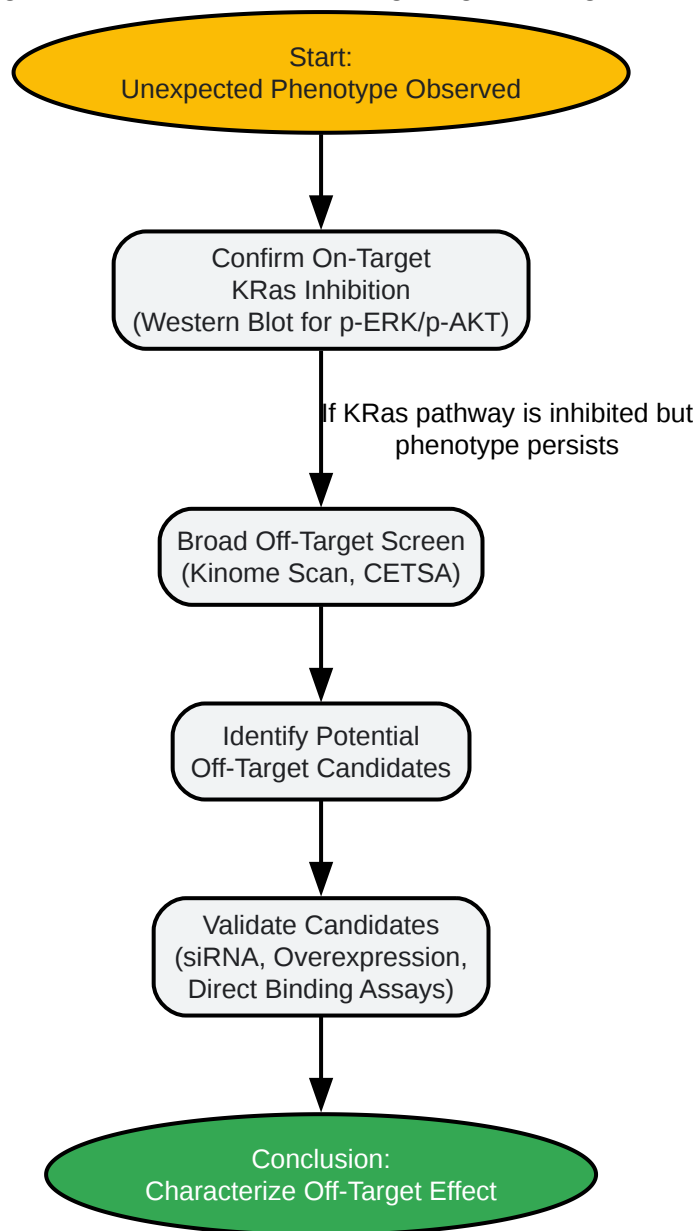 Start:
Unexpected Phenotype Observed
Confirm On-Target
KRas Inhibition
(Western Blot for p-ERK/p-AKT)
If KRas pathway is inhibited but
phenotype persists
Broad Off-Target Screen
(Kinome Scan, CETSA)
Identify Potential
Off-Target Candidates
Validate Candidates
(siRNA, Overexpression,
Direct Binding Assays)
Conclusion:
Characterize Off-Target Effect